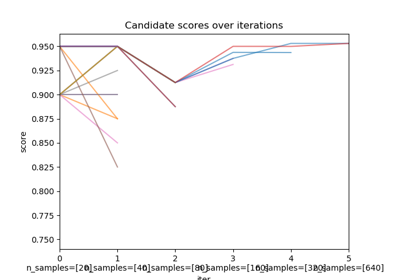 Candidate scores over iterations
0.950
0.925
0.900
0.875
0.850
0.825
0.800
0.775
0.750
score
0 1 2 3 4 5
n_samples=[20] n_samples=[40] n_samples=[80] n_samples=[160] n_samples=[320] n_samples=[640]
iter